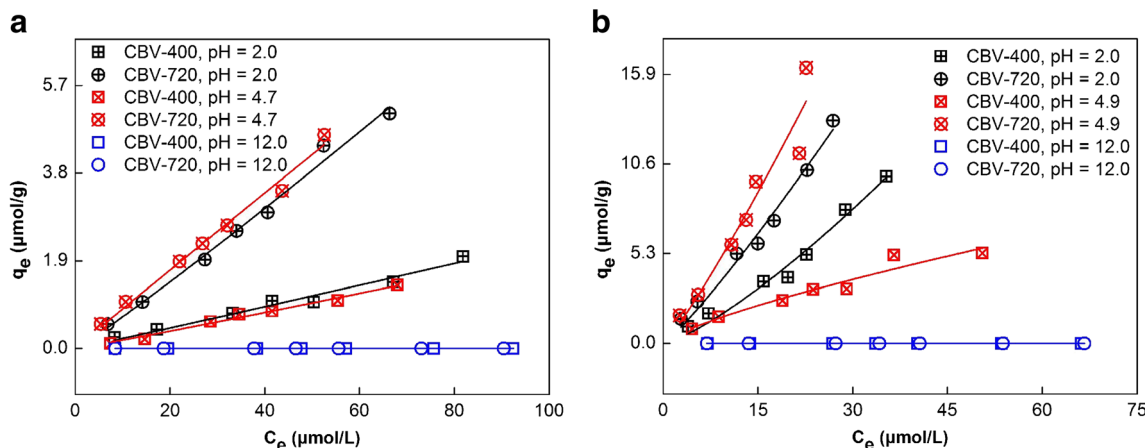 a
CBV-400, pH = 2.0
CBV-720, pH = 2.0
CBV-400, pH = 4.7
CBV-720, pH = 4.7
CBV-400, pH = 12.0
CBV-720, pH = 12.0
5.7
3.8
1.9
0.0
qe (μmol/g)
0 20 40 60 80 100
Ce (μmol/L)
b
CBV-400, pH = 2.0
CBV-720, pH = 2.0
CBV-400, pH = 4.9
CBV-720, pH = 4.9
CBV-400, pH = 12.0
CBV-720, pH = 12.0
15.9
10.6
5.3
0.0
qe (μmol/g)
0 15 30 45 60 75
Ce (μmol/L)